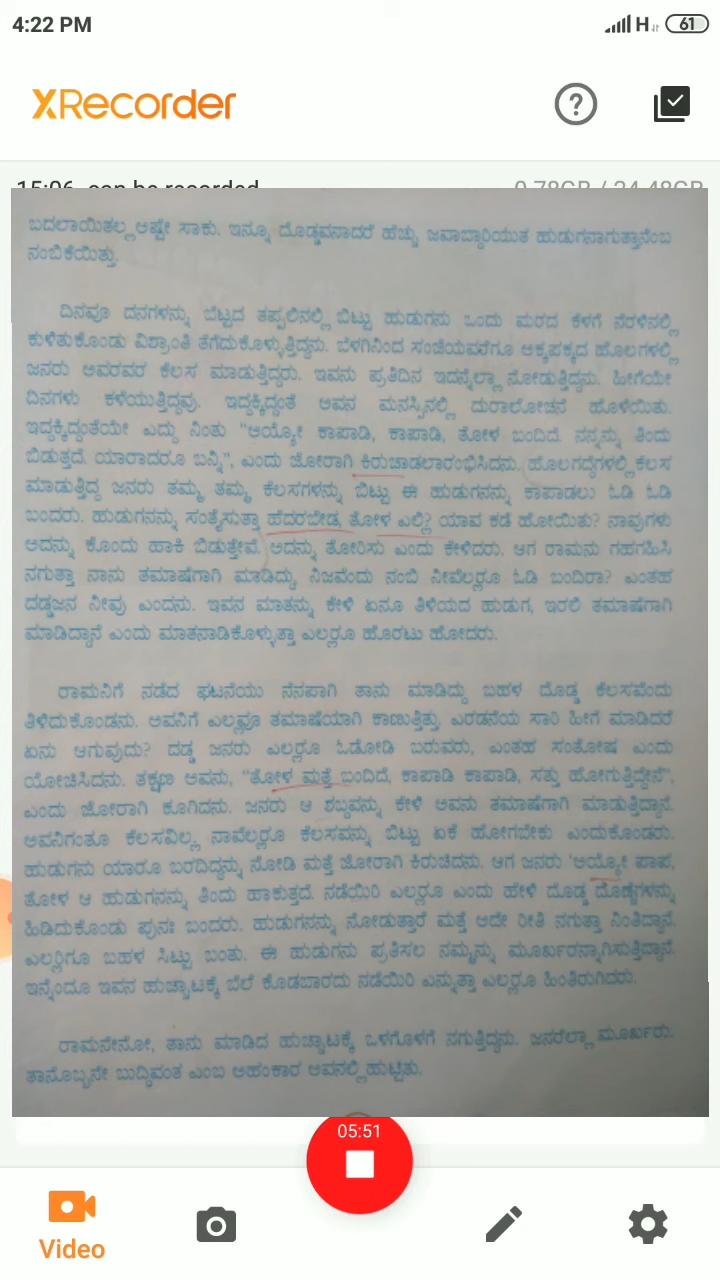 4:22 PM
H
61
XRecorder
?
ಬದಲಾಯಿತಲ್ಲ ಅಷ್ಟೇ ಸಾಕು. ಇನ್ನೂ ದೊಡ್ಡವನಾದರೆ ಹೆಚ್ಚು ಜವಾಬ್ದಾರಿಯುತ ಹುಡುಗನಾಗುತ್ತಾನೆಂಬ
ನಂಬಿಕೆಯಿತ್ತು.
ದಿನವೂ ದನಗಳನ್ನು ಬೆಟ್ಟದ ತಪ್ಪಲಿನಲ್ಲಿ ಬಿಟ್ಟು ಹುಡುಗನು ಒಂದು ಮರದ ಕೆಳಗೆ ನೆರಳಿನಲ್ಲಿ
ಕುಳಿತುಕೊಂಡು ವಿಶ್ರಾಂತಿ ತೆಗೆದುಕೊಳ್ಳುತ್ತಿದ್ದನು. ಬೆಳಗಿನಿಂದ ಸಂಜೆಯವರೆಗೂ ಅಕ್ಕಪಕ್ಕದ ಹೊಲಗಳಲ್ಲಿ
ಜನರು ಅವರವರ ಕೆಲಸ ಮಾಡುತ್ತಿದ್ದರು. ಇವನು ಪ್ರತಿದಿನ ಇದನ್ನೆಲ್ಲಾ ನೋಡುತ್ತಿದ್ದನು. ಹೀಗೆಯೇ
ದಿನಗಳು ಕಳೆಯುತ್ತಿದ್ದವು. ಇದ್ದಕ್ಕಿದ್ದಂತೆ ಅವನ ಮನಸ್ಸಿನಲ್ಲಿ ದುರಾಲೋಚನೆ ಹೊಳೆಯಿತು.
ಇದ್ದಕ್ಕಿದ್ದಂತೆಯೇ ಎದ್ದು ನಿಂತು "ಅಯ್ಯೋ ಕಾಪಾಡಿ, ಕಾಪಾಡಿ, ತೋಳ ಬಂದಿದೆ. ನನ್ನನ್ನು ತಿಂದು
ಬಿಡುತ್ತದೆ. ಯಾರಾದರೂ ಬನ್ನಿ", ಎಂದು ಜೋರಾಗಿ ಕಿರುಚಾಡಲಾರಂಭಿಸಿದನು. ಹೊಲಗದ್ದೆಗಳಲ್ಲಿ ಕೆಲಸ
ಮಾಡುತ್ತಿದ್ದ ಜನರು ತಮ್ಮ ತಮ್ಮ ಕೆಲಸಗಳನ್ನು ಬಿಟ್ಟು ಈ ಹುಡುಗನನ್ನು ಕಾಪಾಡಲು ಓಡಿ ಓಡಿ
ಬಂದರು. ಹುಡುಗನನ್ನು ಸಂತೈಸುತ್ತಾ ಹೆದರಬೇಡ, ತೋಳ ಎಲ್ಲಿ? ಯಾವ ಕಡೆ ಹೋಯಿತು? ನಾವುಗಳು
ಅದನ್ನು ಕೊಂದು ಹಾಕಿ ಬಿಡುತ್ತೇವೆ. ಅದನ್ನು ತೋರಿಸು ಎಂದು ಕೇಳಿದರು. ಆಗ ರಾಮನು ಗಹಗಹಿಸಿ
ನಗುತ್ತಾ ನಾನು ತಮಾಷೆಗಾಗಿ ಮಾಡಿದ್ದು, ನಿಜವೆಂದು ನಂಬಿ ನೀವೆಲ್ಲರೂ ಓಡಿ ಬಂದಿರಾ? ಎಂತಹ
ದಡ್ಡಜನ ನೀವು ಎಂದನು. ಇವನ ಮಾತನ್ನು ಕೇಳಿ ಏನೂ ತಿಳಿಯದ ಹುಡುಗ, ಇರಲಿ ತಮಾಷೆಗಾಗಿ
ಮಾಡಿದ್ದಾನೆ ಎಂದು ಮಾತನಾಡಿಕೊಳ್ಳುತ್ತಾ ಎಲ್ಲರೂ ಹೊರಟು ಹೋದರು.
ರಾಮನಿಗೆ ನಡೆದ ಘಟನೆಯು ನೆನಪಾಗಿ ತಾನು ಮಾಡಿದ್ದು ಬಹಳ ದೊಡ್ಡ ಕೆಲಸವೆಂದು
ತಿಳಿದುಕೊಂಡನು. ಅವನಿಗೆ ಎಲ್ಲವೂ ತಮಾಷೆಯಾಗಿ ಕಾಣುತ್ತಿತ್ತು. ಎರಡನೆಯ ಸಾರಿ ಹೀಗೆ ಮಾಡಿದರೆ
ಏನು ಆಗುವುದು? ದಡ್ಡ ಜನರು ಎಲ್ಲರೂ ಓಡೋಡಿ ಬರುವರು, ಎಂತಹ ಸಂತೋಷ ಎಂದು
ಯೋಚಿಸಿದನು. ತಕ್ಷಣ ಅವನು, "ತೋಳ ಮತ್ತೆ ಬಂದಿದೆ, ಕಾಪಾಡಿ ಕಾಪಾಡಿ, ಸತ್ತು ಹೋಗುತ್ತಿದ್ದೇನೆ",
ಎಂದು ಜೋರಾಗಿ ಕೂಗಿದನು. ಜನರು ಆ ಶಬ್ದವನ್ನು ಕೇಳಿ ಅವನು ತಮಾಷೆಗಾಗಿ ಮಾಡುತ್ತಿದ್ದಾನೆ.
ಅವನಿಗಂತೂ ಕೆಲಸವಿಲ್ಲ ನಾವೆಲ್ಲರೂ ಕೆಲಸವನ್ನು ಬಿಟ್ಟು ಏಕೆ ಹೋಗಬೇಕು ಎಂದುಕೊಂಡರು.
ಹುಡುಗನು ಯಾರೂ ಬರದಿದ್ದನ್ನು ನೋಡಿ ಮತ್ತೆ ಜೋರಾಗಿ ಕಿರುಚಿದನು. ಆಗ ಜನರು 'ಅಯ್ಯೋ ಪಾಪ,
ತೋಳ ಆ ಹುಡುಗನನ್ನು ತಿಂದು ಹಾಕುತ್ತದೆ. ನಡೆಯಿರಿ ಎಲ್ಲರೂ ಎಂದು ಹೇಳಿ ದೊಡ್ಡ ದೊಣ್ಣೆಗಳನ್ನು
ಹಿಡಿದುಕೊಂಡು ಪುನಃ ಬಂದರು. ಹುಡುಗನನ್ನು ನೋಡುತ್ತಾರೆ ಮತ್ತೆ ಅದೇ ರೀತಿ ನಗುತ್ತಾ ನಿಂತಿದ್ದಾನೆ.
ಎಲ್ಲರಿಗೂ ಬಹಳ ಸಿಟ್ಟು ಬಂತು. ಈ ಹುಡುಗನು ಪ್ರತಿಸಲ ನಮ್ಮನ್ನು ಮೂರ್ಖರನ್ನಾಗಿಸುತ್ತಿದ್ದಾನೆ.
ಇನ್ನೆಂದೂ ಇವನ ಹುಚ್ಚಾಟಕ್ಕೆ ಬೆಲೆ ಕೊಡಬಾರದು ನಡೆಯಿರಿ ಎನ್ನುತ್ತಾ ಎಲ್ಲರೂ ಹಿಂತಿರುಗಿದರು.
ರಾಮನೇನೋ, ತಾನು ಮಾಡಿದ ಹುಚ್ಚಾಟಕ್ಕೆ ಒಳಗೊಳಗೆ ನಗುತ್ತಿದ್ದನು. ಜನರೆಲ್ಲಾ ಮೂರ್ಖರು.
ತಾನೊಬ್ಬನೇ ಬುದ್ಧಿವಂತ ಎಂಬ ಅಹಂಕಾರ ಅವನಲ್ಲಿ ಹುಟ್ಟಿತು.
05:51
Video